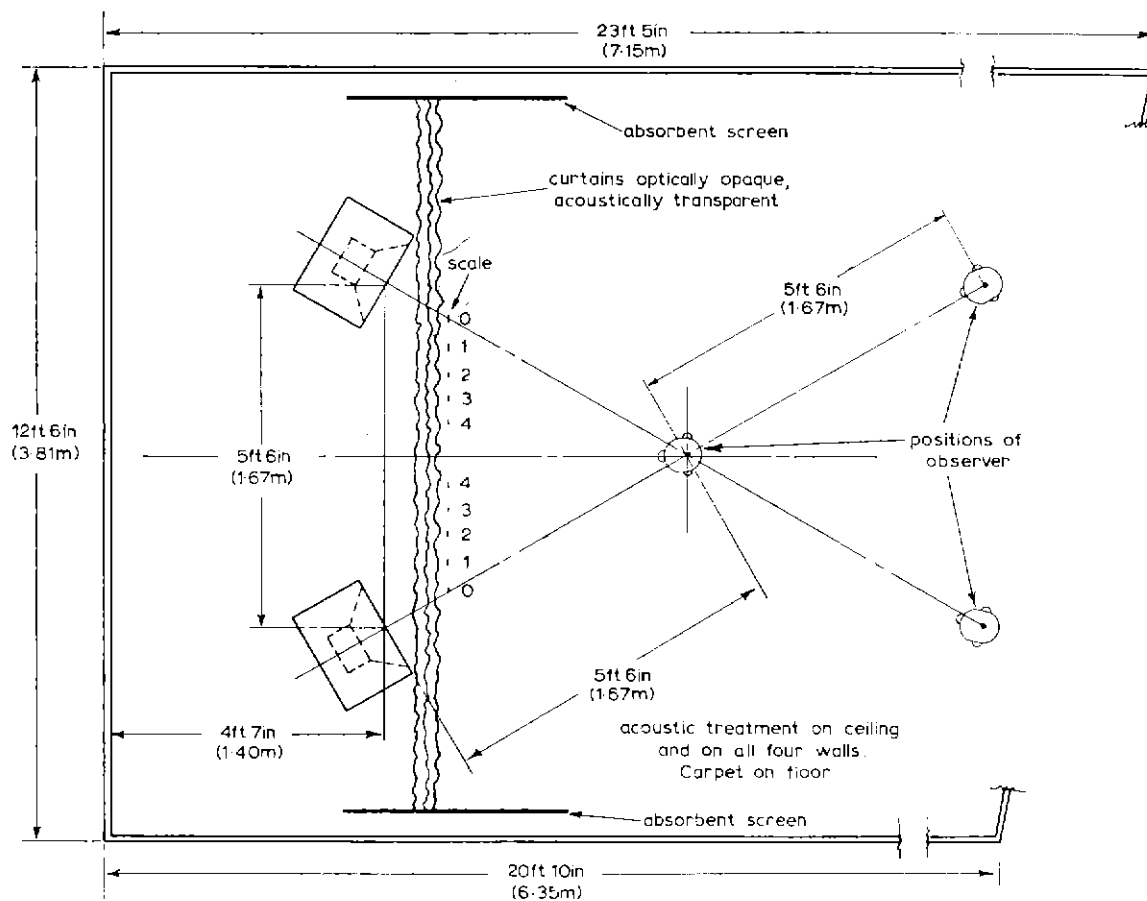 23ft 5in
(7·15m)
absorbent screen
curtains optically opaque,
acoustically transparent
scale
0
1
2
3
4
5ft 6in
(1·67m)
12ft 6in
(3·81m)
5ft 6in
(1·67m)
positions of
observer
4
3
2
1
0
5ft 6in
(1·67m)
4ft 7in
(1·40m)
acoustic treatment on ceiling
and on all four walls.
Carpet on floor
absorbent screen
20ft 10in
(6·35m)